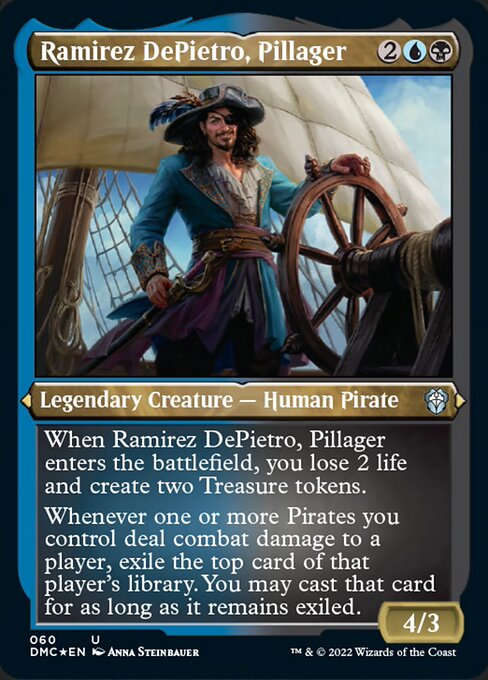 Ramirez DePietro, Pillager 2
Legendary Creature — Human Pirate
When Ramirez DePietro, Pillager
enters the battlefield, you lose 2 life
and create two Treasure tokens.
Whenever one or more Pirates you
control deal combat damage to a
player, exile the top card of that
player's library. You may cast that card
for as long as it remains exiled.
4/3
060 U
DMC★EN Anna Steinbauer
™ & © 2022 Wizards of the Coast